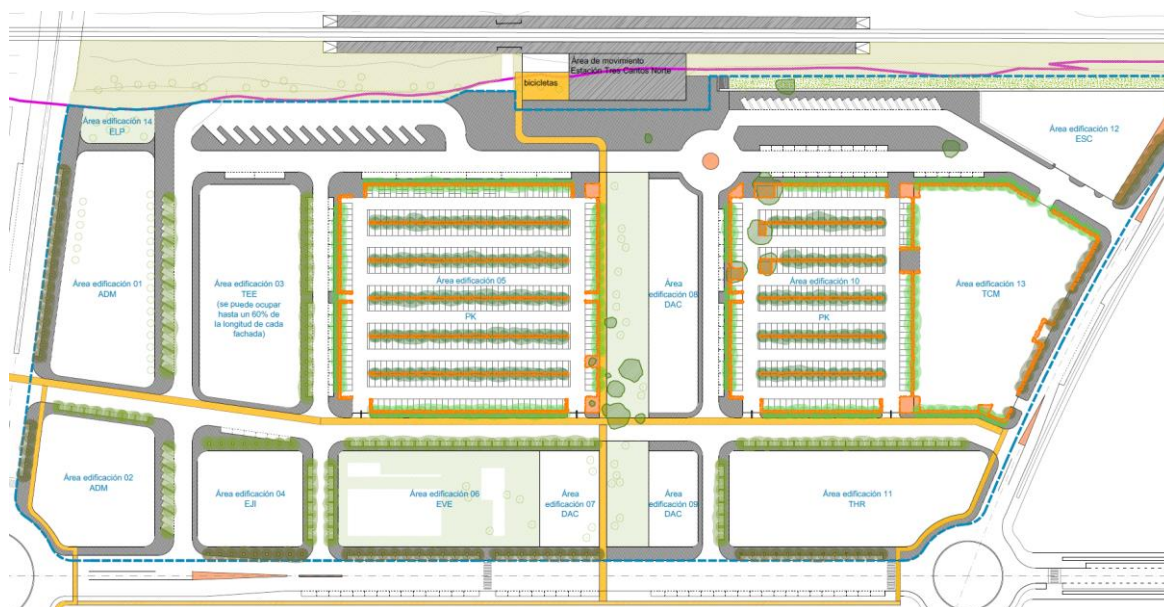 Área de movimiento
Estación Tres Cantos Norte
bicicletas
Área edificación 14
ELP
Área edificación 12
ESC
Área edificación 01
ADM
Área edificación 03
TEE
(se puede ocupar
hasta un 60% de
la longitud de cada
fachada)
Área edificación 05
PK
Área
edificación 08
DAC
Área edificación 10
PK
Área edificación 13
TCM
Área edificación 02
ADM
Área edificación 04
EJI
Área edificación 06
EVE
Área
edificación 07
DAC
Área
edificación 09
DAC
Área edificación 11
THR